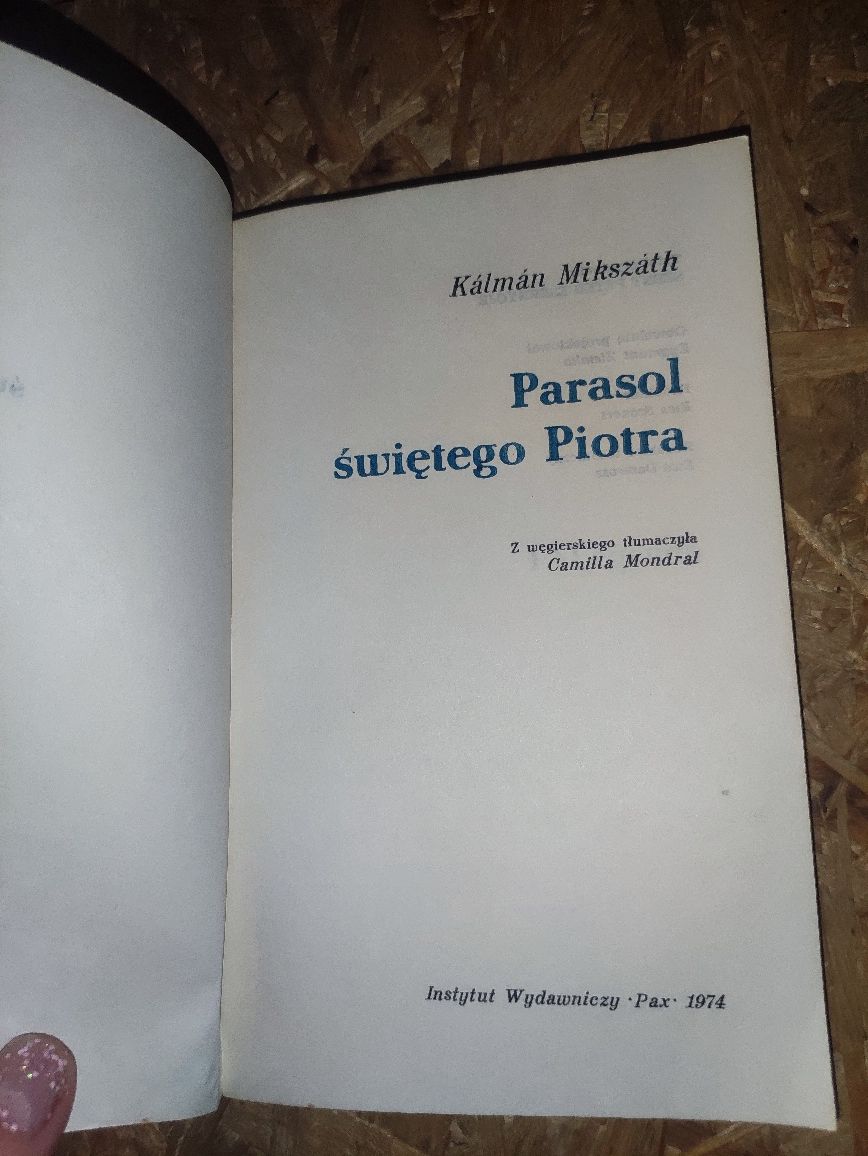 Kálmán Mikszáth
Parasol
świętego Piotra
Z węgierskiego tłumaczyła
Camilla Mondral
Instytut Wydawniczy ·Pax· 1974